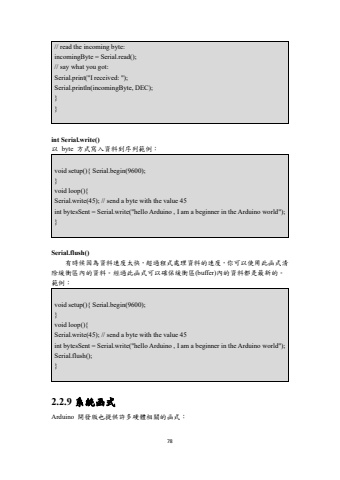 // read the incoming byte:
incomingByte = Serial.read();
// say what you got:
Serial.print("I received: ");
Serial.println(incomingByte, DEC);
}
}
int Serial.write()
以 byte 方式寫入資料到序列範例：
void setup(){ Serial.begin(9600);
}
void loop(){
Serial.write(45); // send a byte with the value 45
int bytesSent = Serial.write("hello Arduino , I am a beginner in the Arduino world");
}
Serial.flush()
有時候因為資料速度太快，超過程式處理資料的速度，你可以使用此函式清
除緩衝區內的資料。經過此函式可以確保緩衝區(buffer)內的資料都是最新的。
範例：
void setup(){ Serial.begin(9600);
}
void loop(){
Serial.write(45); // send a byte with the value 45
int bytesSent = Serial.write("hello Arduino , I am a beginner in the Arduino world");
Serial.flush();
}
2.2.9 系統函式
Arduino 開發版也提供許多硬體相關的函式：
78